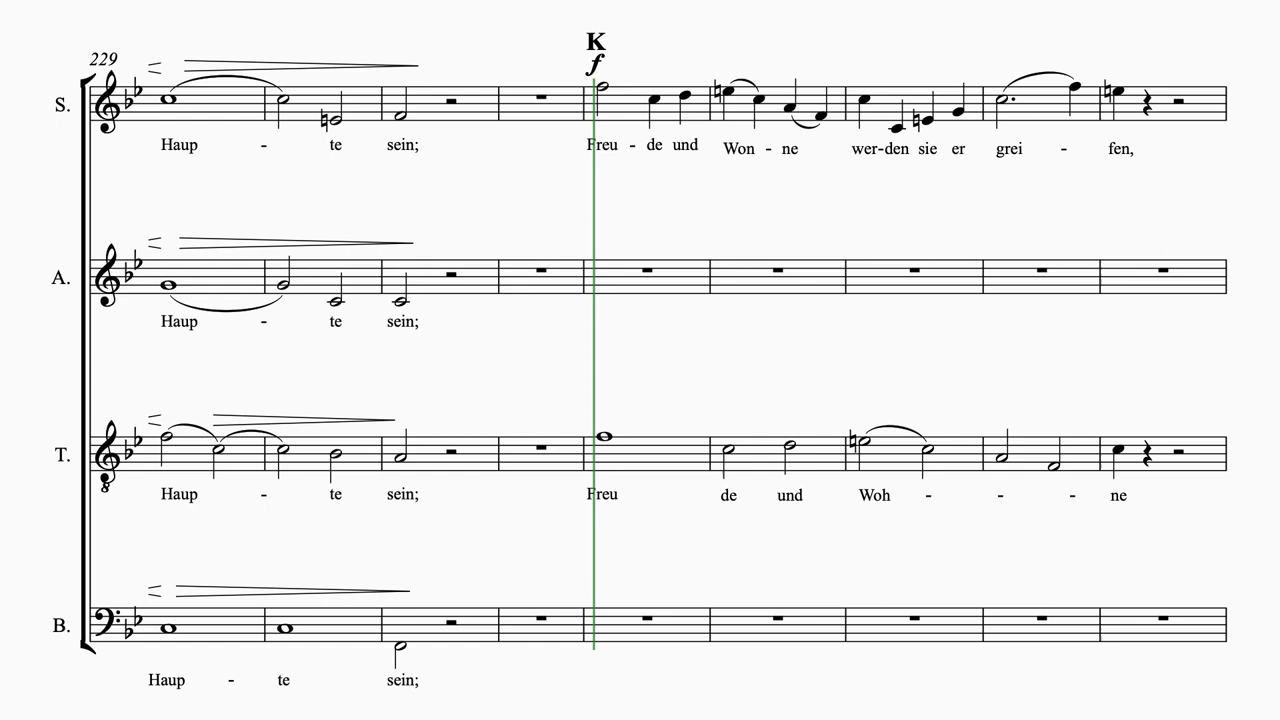 K
229
f
S.
Haup - te sein; Freu - de und Won - ne wer-den sie er grei - fen,
A.
Haup - te sein;
T.
Haup - te sein; Freu de und Woh - - - ne
B.
Haup - te sein;